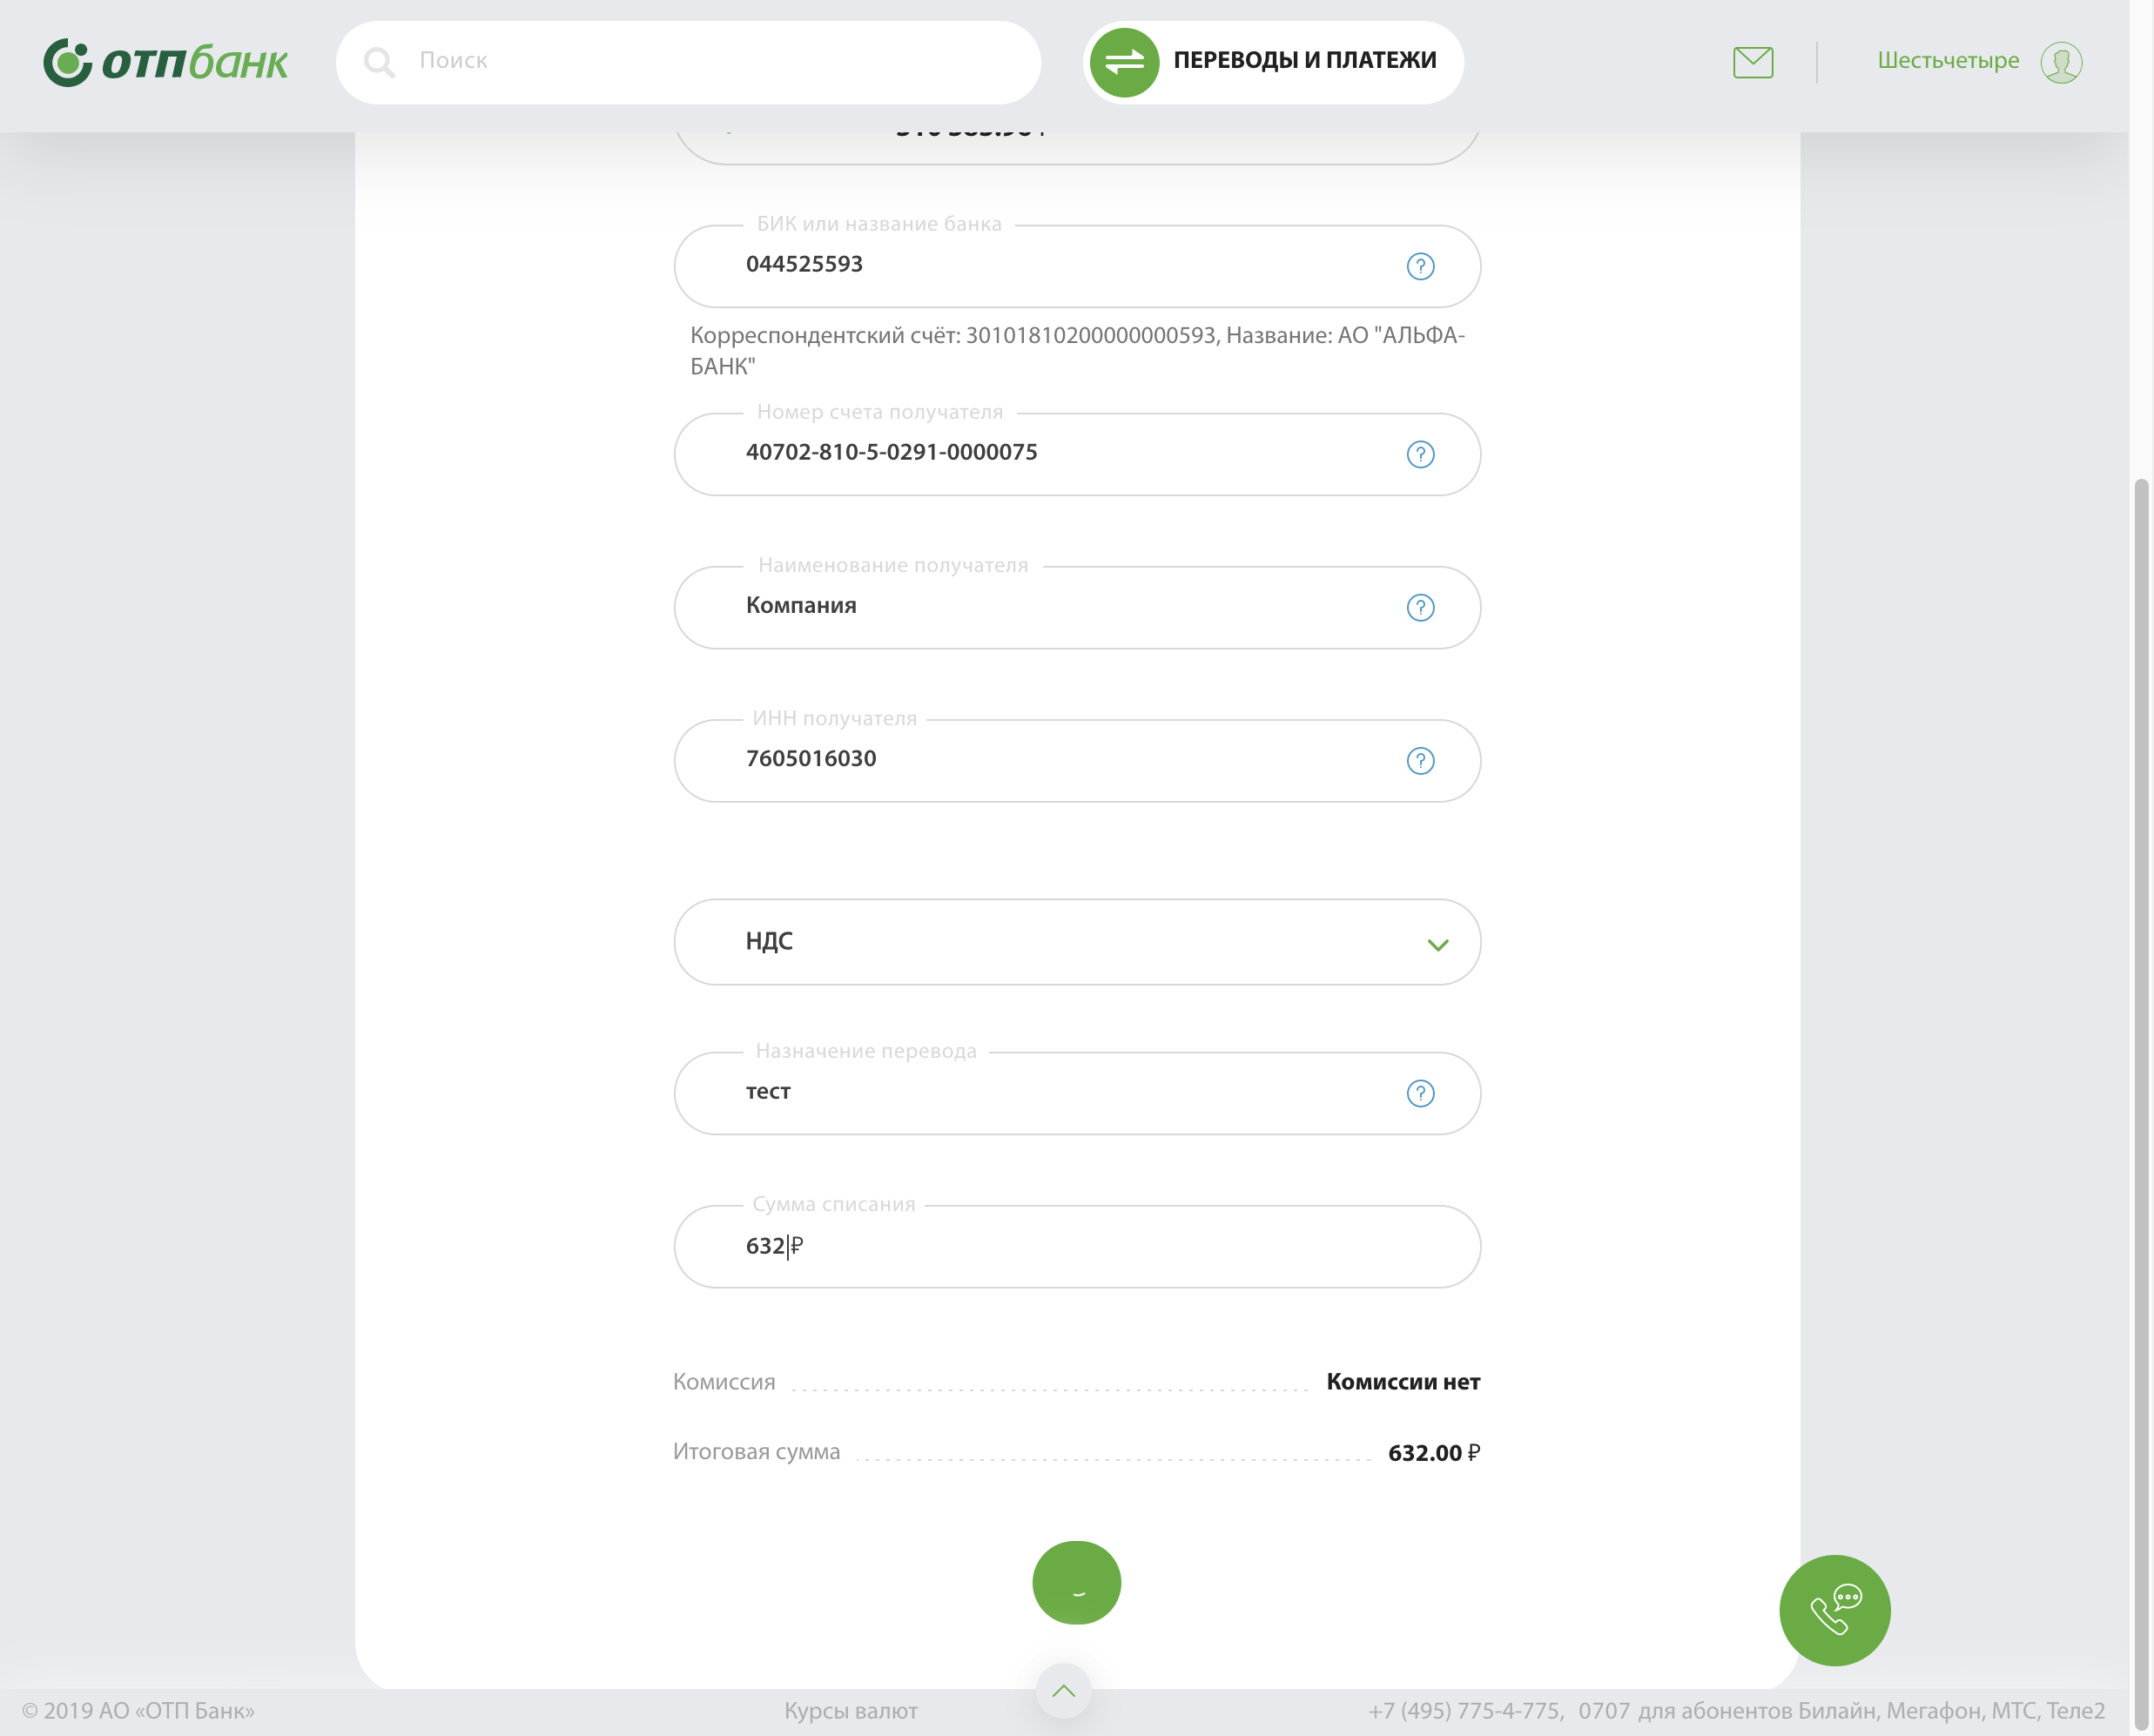 ОТПбанк
Поиск
ПЕРЕВОДЫ И ПЛАТЕЖИ
Шестьчетыре
БИК или название банка
044525593
Корреспондентский счёт: 30101810200000000593, Название: АО "АЛЬФА-
БАНК"
Номер счета получателя
40702-810-5-0291-0000075
Наименование получателя
Компания
ИНН получателя
7605016030
НДС
Назначение перевода
тест
Сумма списания
632 ₽
Комиссия Комиссии нет
Итоговая сумма 632.00 ₽
© 2019 АО «ОТП Банк» Курсы валют +7 (495) 775-4-775, 0707 для абонентов Билайн, Мегафон, МТС, Теле2